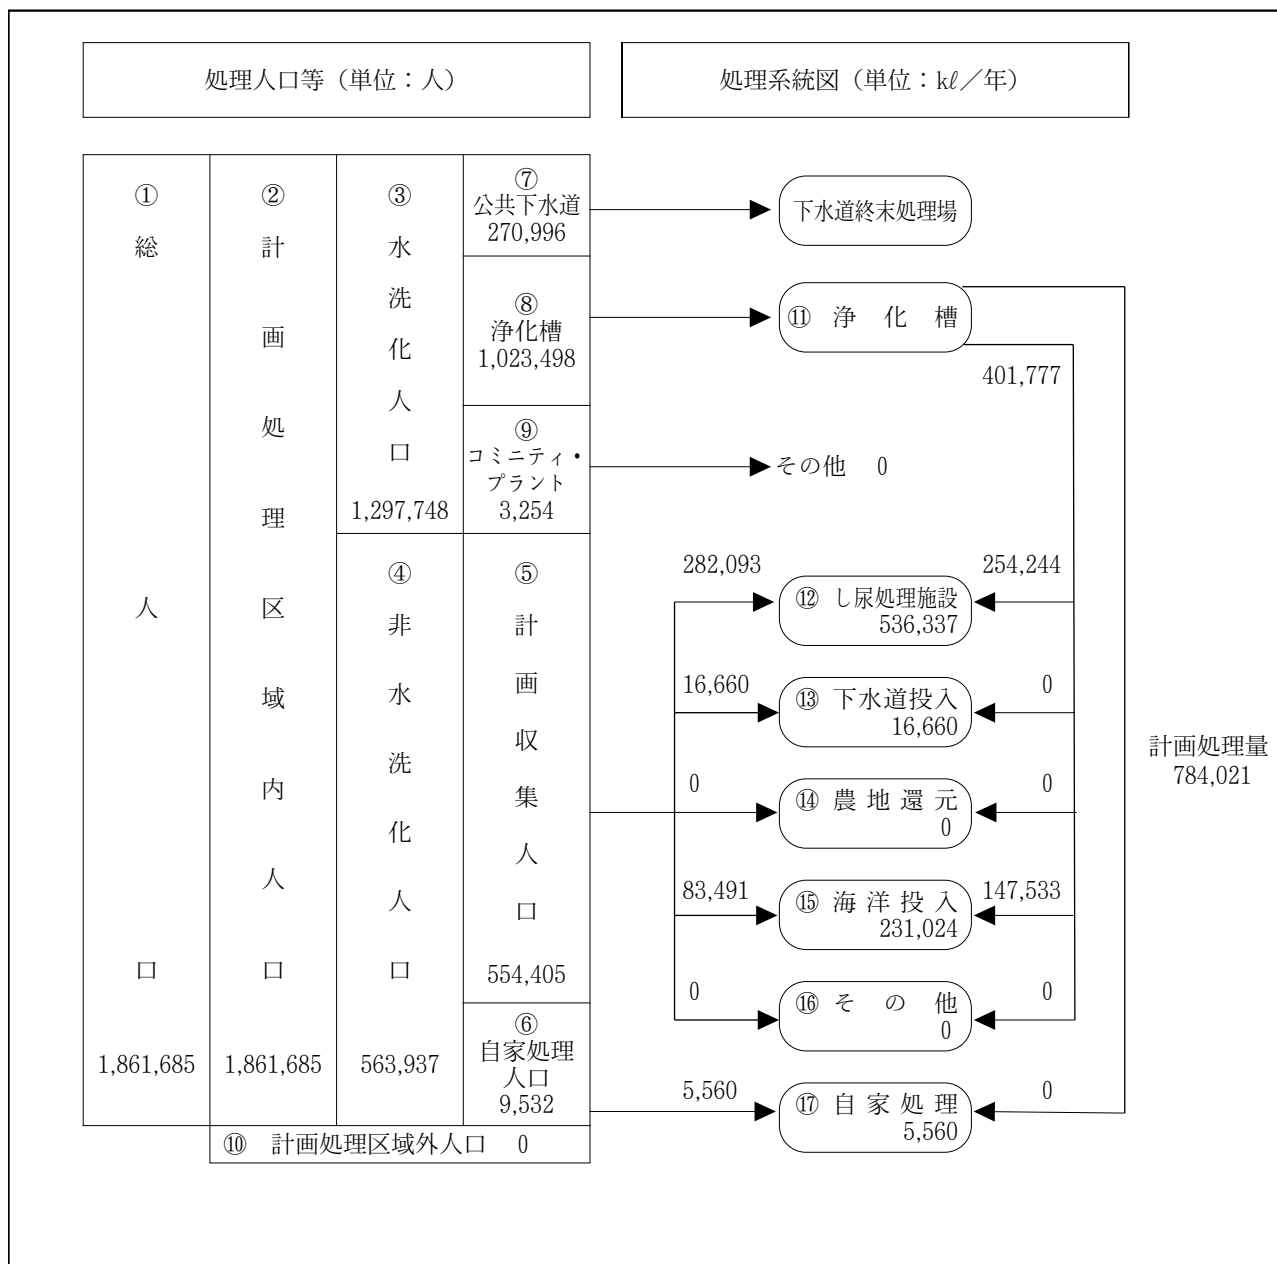 処理人口等（単位：人）
処理系統図（単位：kℓ／年）
①
総人口
1,861,685
②
計画処理区域内人口
1,861,685
③
水洗化人口
1,297,748
④
非水洗化人口
563,937
⑦
公共下水道
270,996
⑧
浄化槽
1,023,498
⑨
コミニティ・
プラント
3,254
⑤
計画収集人口
554,405
⑥
自家処理
人口
9,532
⑩ 計画処理区域外人口 0
下水道終末処理場
⑪ 浄化槽
401,777
その他 0
282,093
⑫ し尿処理施設
536,337
254,244
16,660
⑬ 下水道投入
16,660
0
0
⑭ 農地還元
0
0
83,491
⑮ 海洋投入
231,024
147,533
0
⑯ その他
0
0
5,560
⑰ 自家処理
5,560
0
計画処理量
784,021